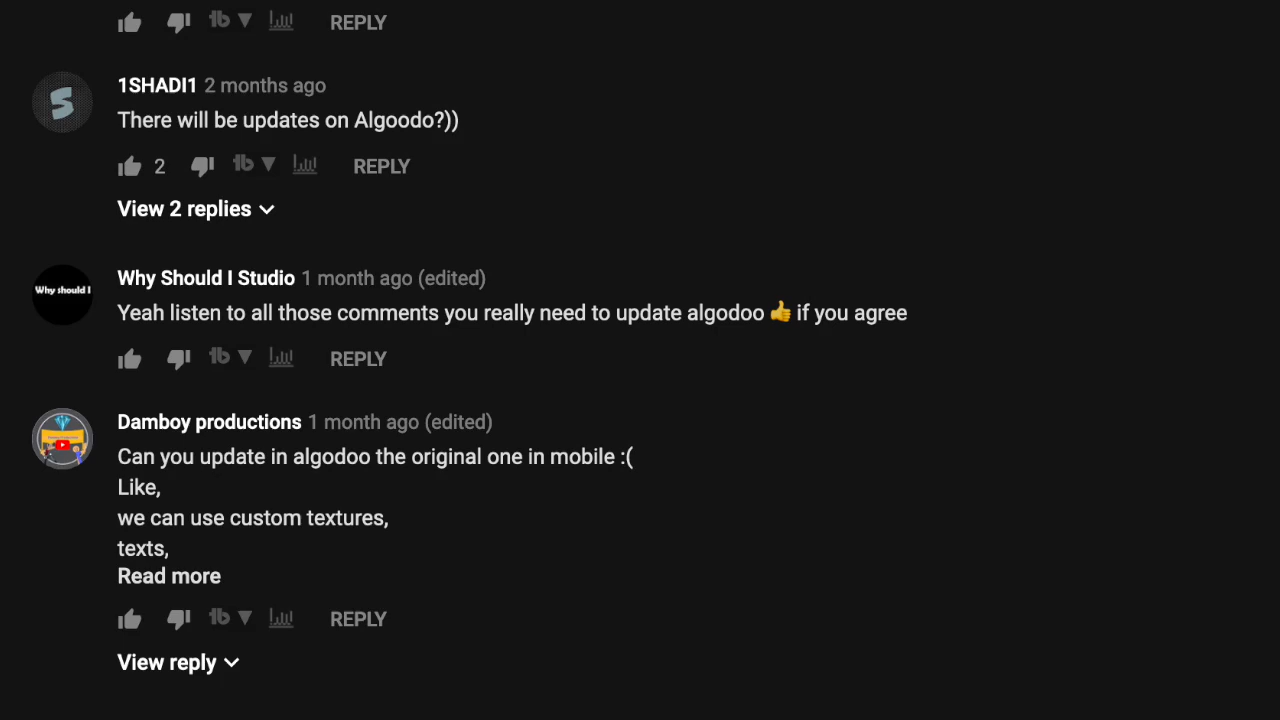 REPLY
1SHADI1 2 months ago
There will be updates on Algoodo?))
2 REPLY
View 2 replies
Why should I
Why Should I Studio 1 month ago (edited)
Yeah listen to all those comments you really need to update algodoo 👍 if you agree
REPLY
Damboy productions 1 month ago (edited)
Can you update in algodoo the original one in mobile :(
Like,
we can use custom textures,
texts,
Read more
REPLY
View reply